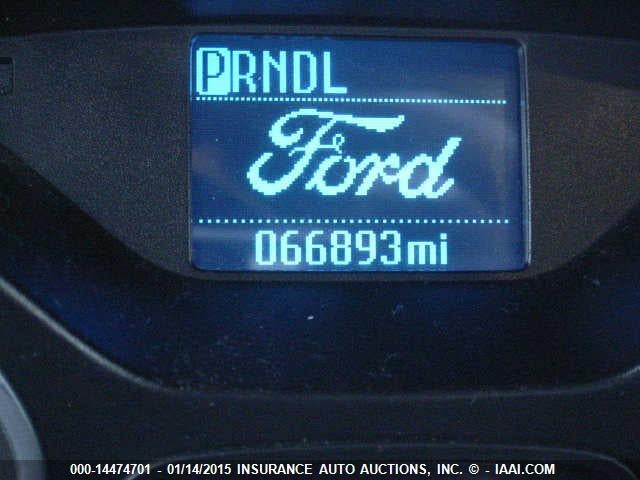 PRNDL
Ford
066893mi
000-14474701 - 01/14/2015 INSURANCE AUTO AUCTIONS, INC. © - IAAI.COM